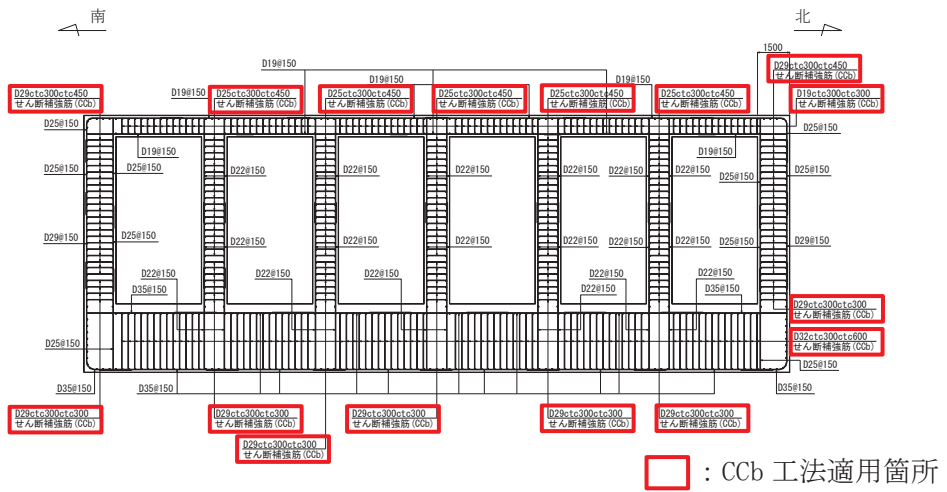 南
北
1500
D19@150
D29ctc300ctc450
せん断補強筋(CCb)
D19@150
D19@150
D29ctc300ctc450
せん断補強筋(CCb)
D19@150
D25ctc300ctc450
せん断補強筋(CCb)
D25ctc300ctc450
せん断補強筋(CCb)
D25ctc300ctc450
せん断補強筋(CCb)
D25ctc300ctc450
せん断補強筋(CCb)
D25ctc300ctc450
せん断補強筋(CCb)
D19ctc300ctc300
せん断補強筋(CCb)
D25@150
D25@150
D19@150
D19@150
D25@150
D25@150
D22@150
D22@150
D22@150
D22@150
D22@150
D22@150
D25@150
D25@150
D29@150
D25@150
D22@150
D22@150
D22@150
D22@150
D22@150
D22@150
D25@150
D29@150
D22@150
D22@150
D22@150
D22@150
D22@150
D35@150
D22@150
D35@150
D29ctc300ctc300
せん断補強筋(CCb)
D32ctc300ctc600
せん断補強筋(CCb)
D25@150
D25@150
D35@150
D35@150
D35@150
D29ctc300ctc300
せん断補強筋(CCb)
D29ctc300ctc300
せん断補強筋(CCb)
D29ctc300ctc300
せん断補強筋(CCb)
D29ctc300ctc300
せん断補強筋(CCb)
D29ctc300ctc300
せん断補強筋(CCb)
D29ctc300ctc300
せん断補強筋(CCb)
：CCb 工法適用箇所